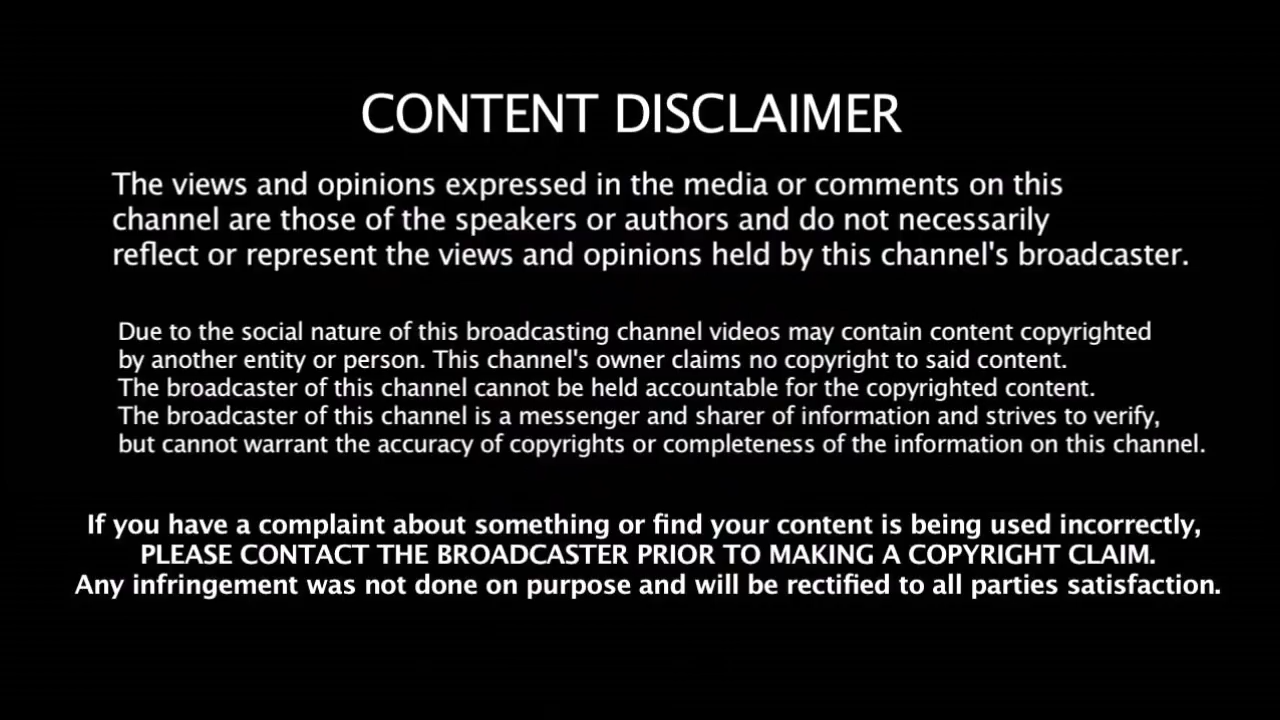 CONTENT DISCLAIMER
The views and opinions expressed in the media or comments on this
channel are those of the speakers or authors and do not necessarily
reflect or represent the views and opinions held by this channel's broadcaster.
Due to the social nature of this broadcasting channel videos may contain content copyrighted
by another entity or person. This channel's owner claims no copyright to said content.
The broadcaster of this channel cannot be held accountable for the copyrighted content.
The broadcaster of this channel is a messenger and sharer of information and strives to verify,
but cannot warrant the accuracy of copyrights or completeness of the information on this channel.
If you have a complaint about something or find your content is being used incorrectly,
PLEASE CONTACT THE BROADCASTER PRIOR TO MAKING A COPYRIGHT CLAIM.
Any infringement was not done on purpose and will be rectified to all parties satisfaction.